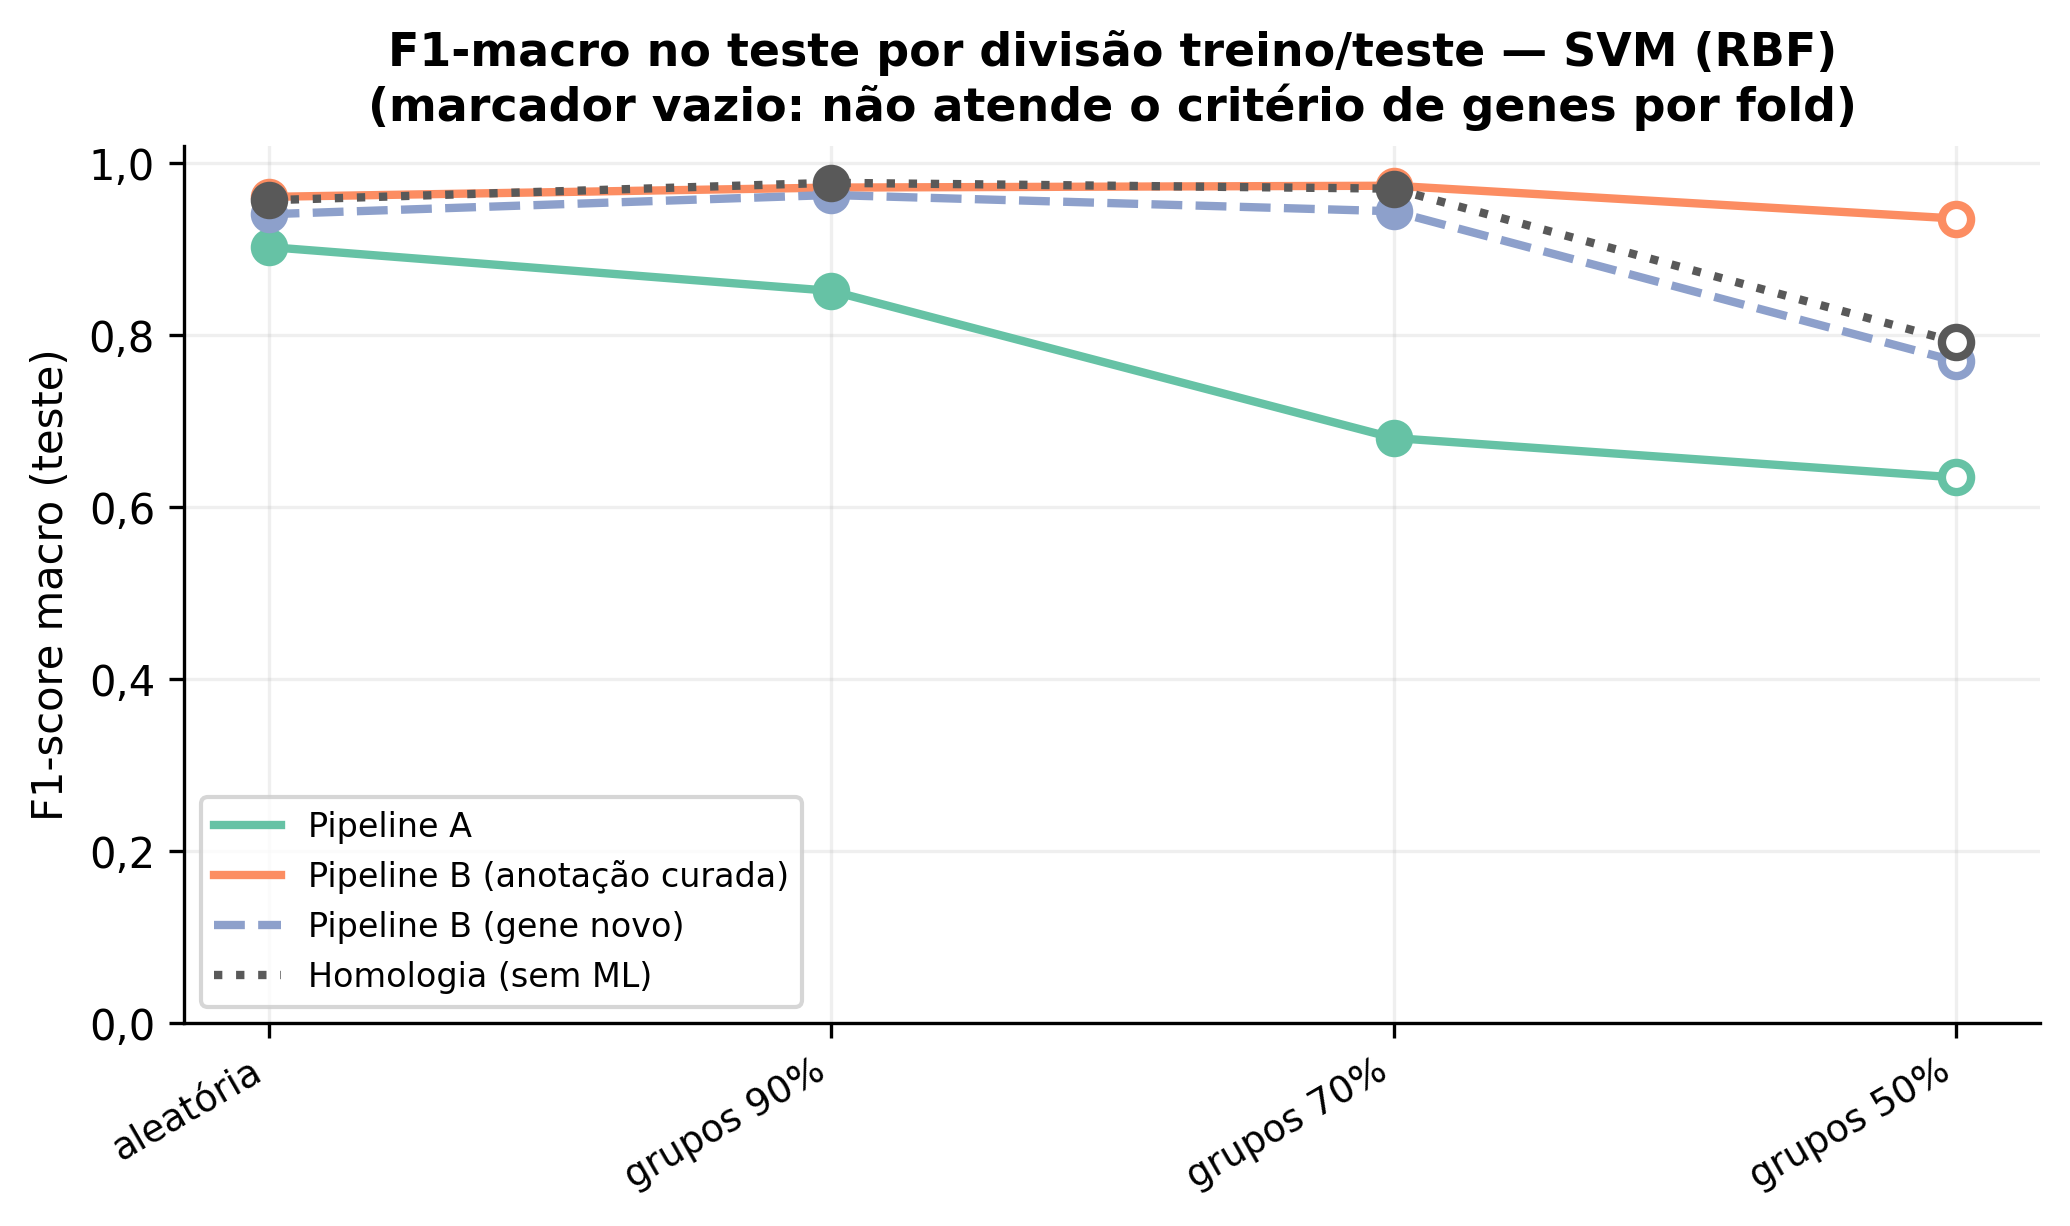 F1-macro no teste por divisão treino/teste — SVM (RBF)
(marcador vazio: não atende o critério de genes por fold)
F1-score macro (teste)
1,0
0,8
0,6
0,4
0,2
0,0
Pipeline A
Pipeline B (anotação curada)
Pipeline B (gene novo)
Homologia (sem ML)
aleatória
grupos 90%
grupos 70%
grupos 50%